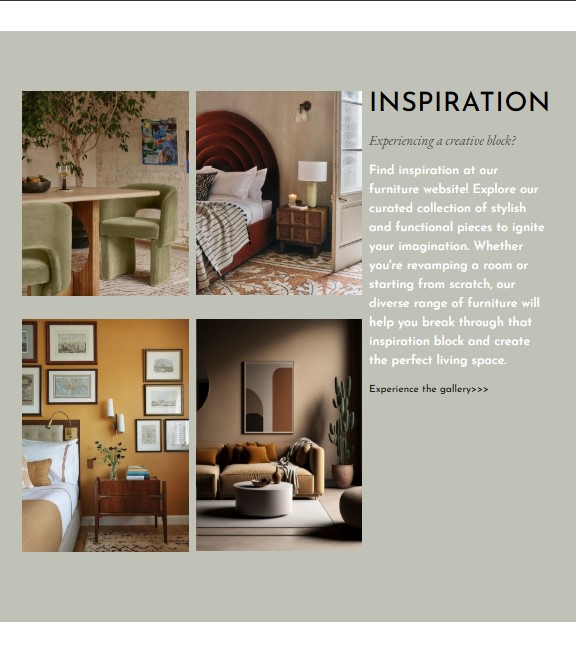 INSPIRATION
Experiencing a creative block?
Find inspiration at our
furniture website! Explore our
curated collection of stylish
and functional pieces to ignite
your imagination. Whether
you're revamping a room or
starting from scratch, our
diverse range of furniture will
help you break through that
inspiration block and create
the perfect living space.
Experience the gallery>>>